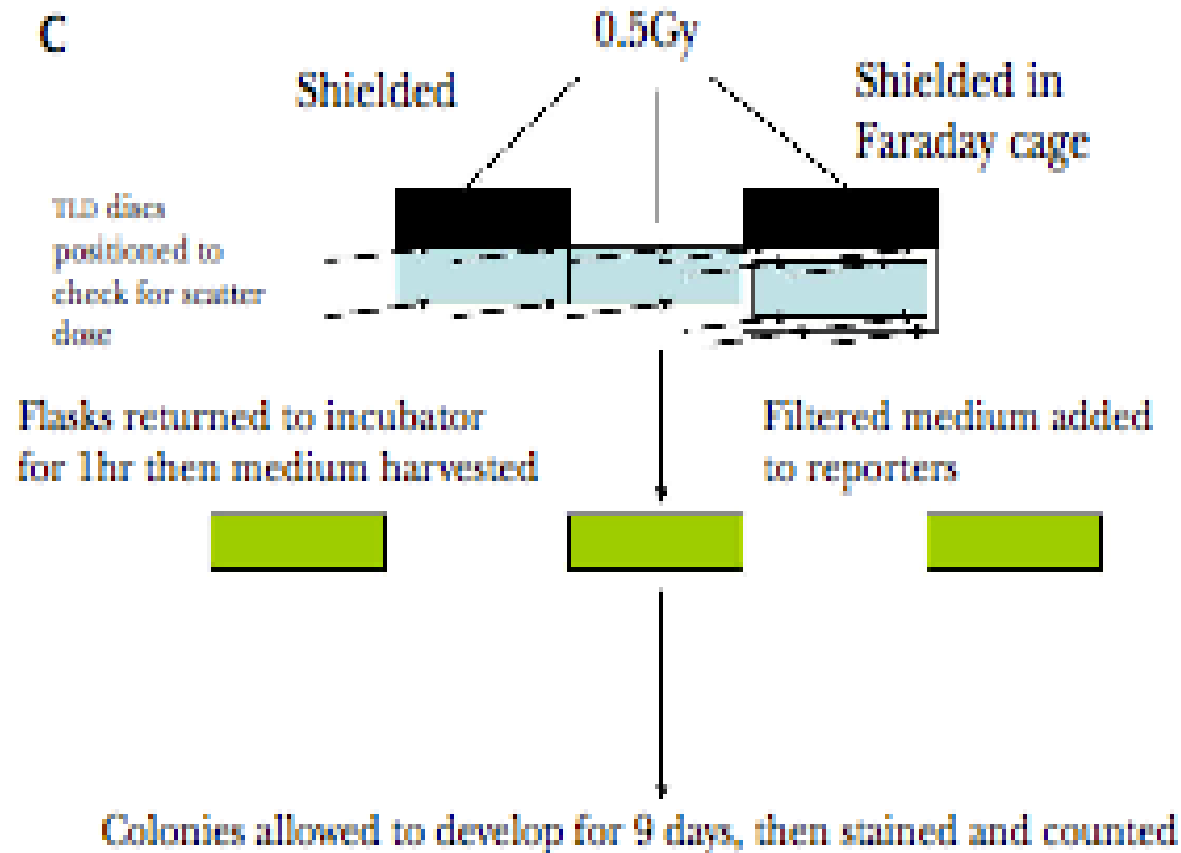 C
0.5Gy
Shielded
Shielded in
Faraday cage
TLD discs
positioned to
check for scatter
dose
Flasks returned to incubator
for 1hr then medium harvested
Filtered medium added
to reporters
Colonies allowed to develop for 9 days, then stained and counted